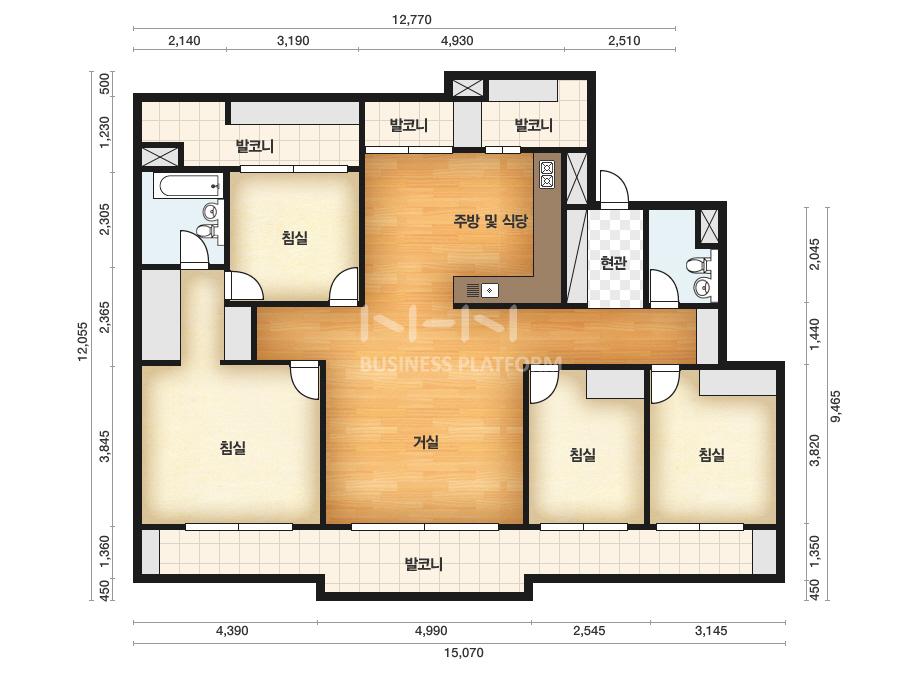 12,770
2,140
3,190
4,930
2,510
500
1,230
2,305
2,365
3,845
1,360
450
12,055
발코니
발코니
발코니
침실
주방 및 식당
현관
N-N
BUSINESS PLATFORM
침실
거실
침실
침실
발코니
2,045
1,440
3,820
1,350
450
9,465
4,390
4,990
2,545
3,145
15,070